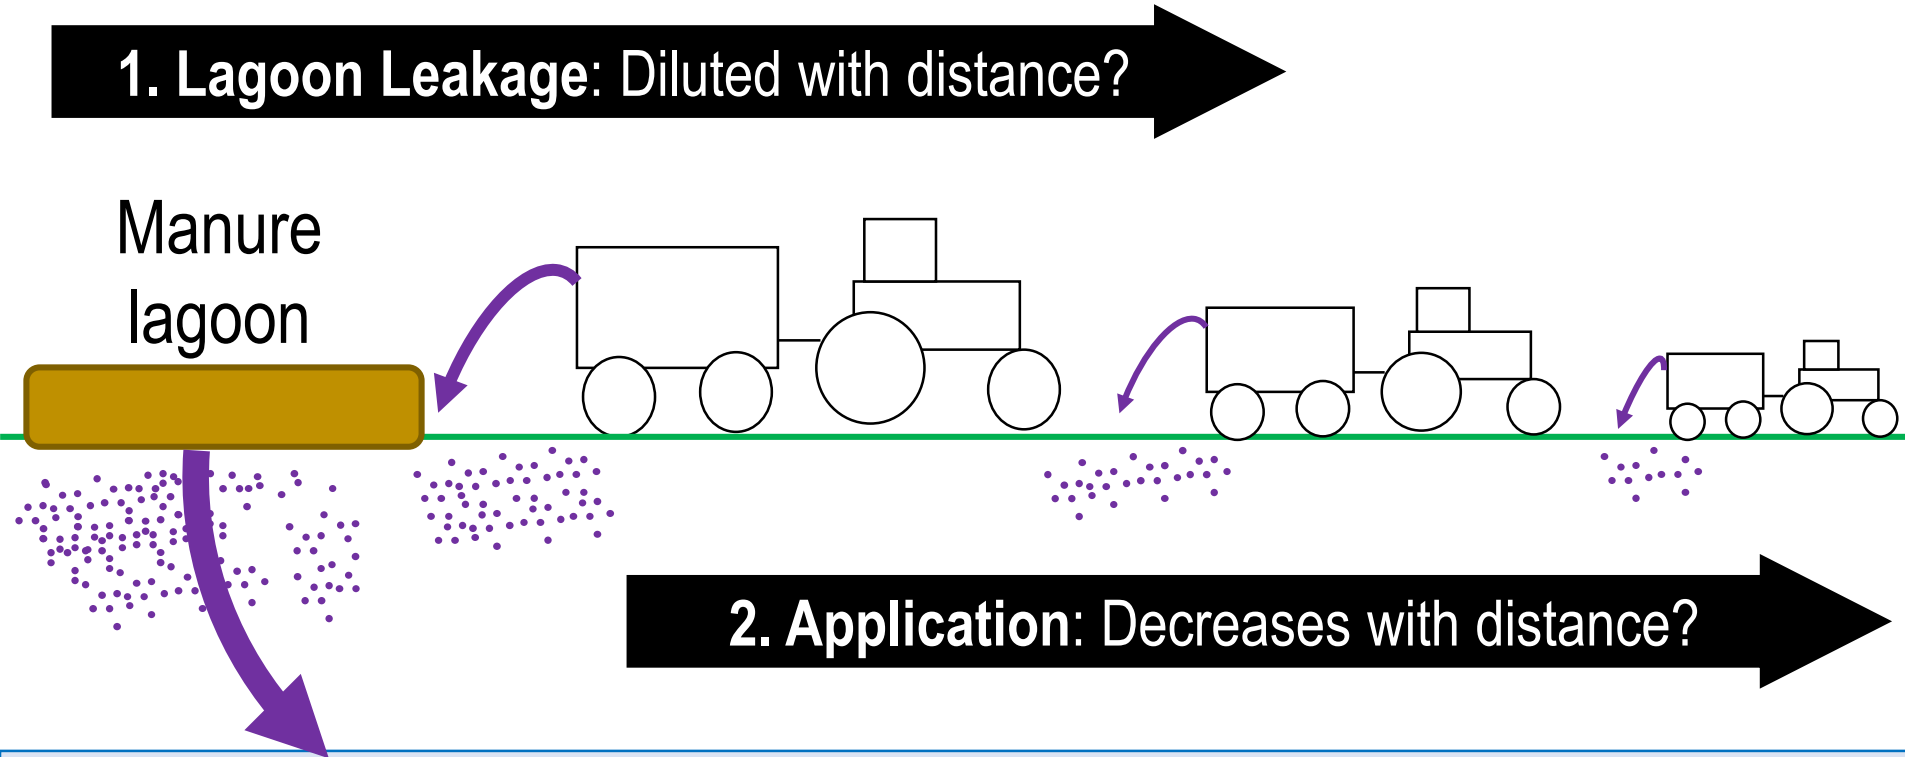 1. Lagoon Leakage: Diluted with distance?
Manure
lagoon
2. Application: Decreases with distance?